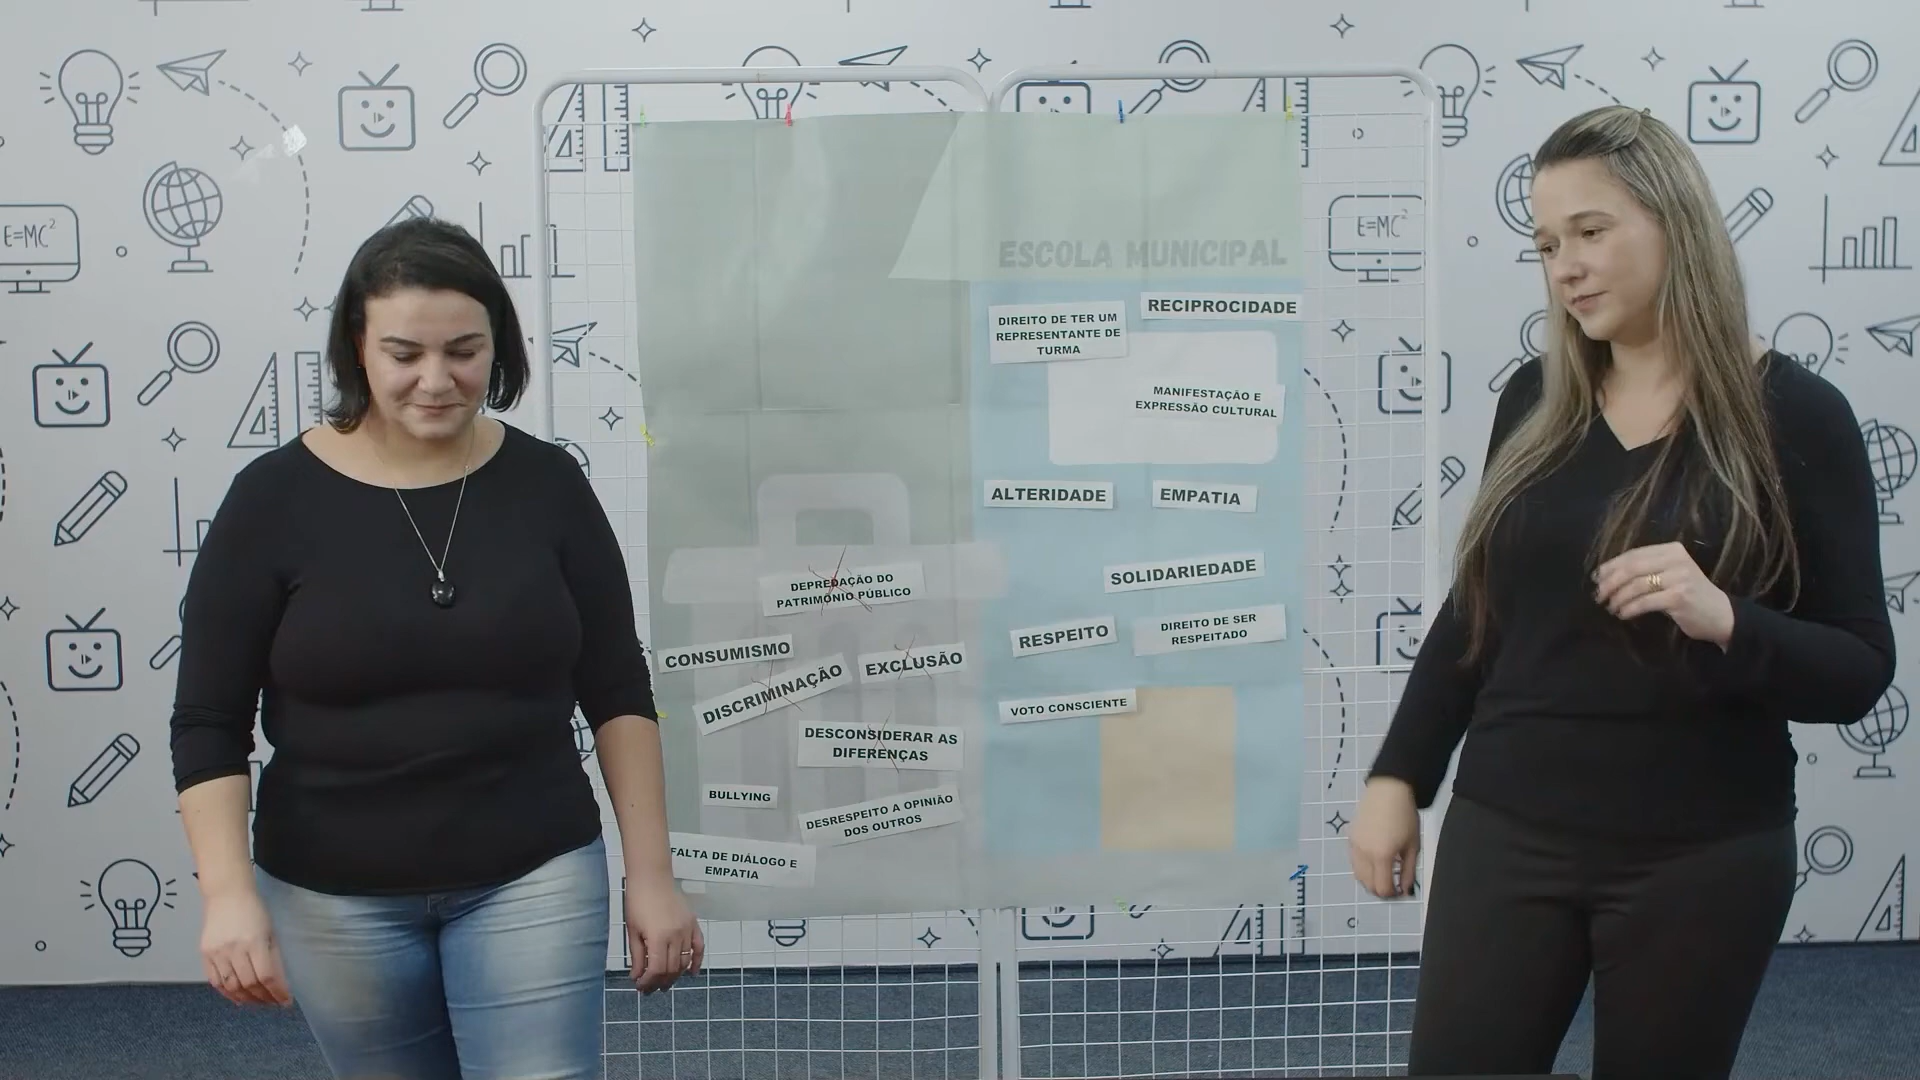 E=MC²
ESCOLA MUNICIPAL
E=MC²
DIREITO DE TER UM
REPRESENTANTE DE
TURMA
RECIPROCIDADE
MANIFESTAÇÃO E
EXPRESSÃO CULTURAL
ALTERIDADE
EMPATIA
SOLIDARIEDADE
RESPEITO
DIREITO DE SER
RESPEITADO
VOTO CONSCIENTE
DEPREDAÇÃO DO
PATRIMÔNIO PÚBLICO
CONSUMISMO
EXCLUSÃO
DISCRIMINAÇÃO
DESCONSIDERAR AS
DIFERENÇAS
BULLYING
DESRESPEITO A OPINIÃO
DOS OUTROS
FALTA DE DIÁLOGO E
EMPATIA